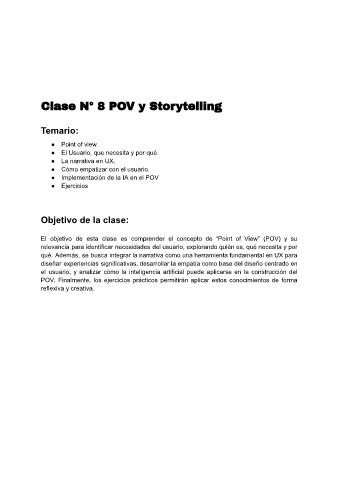 Clase N° 8 POV y Storytelling
Temario:
● Point of view.
● El Usuario, que necesita y por qué.
● La narrativa en UX.
● Cómo empatizar con el usuario.
● Implementación de la IA en el POV
● Ejercicios
Objetivo de la clase:
El objetivo de esta clase es comprender el concepto de "Point of View" (POV) y su
relevancia para identificar necesidades del usuario, explorando quién es, qué necesita y por
qué. Además, se busca integrar la narrativa como una herramienta fundamental en UX para
diseñar experiencias significativas, desarrollar la empatía como base del diseño centrado en
el usuario, y analizar cómo la inteligencia artificial puede aplicarse en la construcción del
POV. Finalmente, los ejercicios prácticos permitirán aplicar estos conocimientos de forma
reflexiva y creativa.